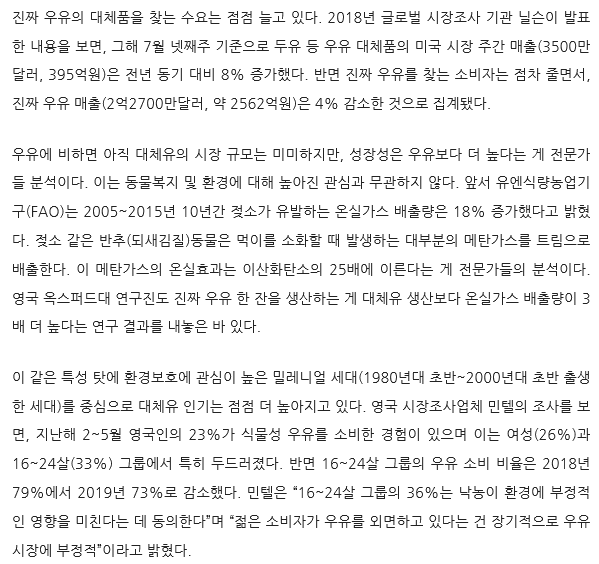 진짜 우유의 대체품을 찾는 수요는 점점 늘고 있다. 2018년 글로벌 시장조사 기관 닐슨이 발표
한 내용을 보면, 그해 7월 넷째주 기준으로 두유 등 우유 대체품의 미국 시장 주간 매출(3500만
달러, 395억원)은 전년 동기 대비 8% 증가했다. 반면 진짜 우유를 찾는 소비자는 점차 줄면서,
진짜 우유 매출(2억2700만달러, 약 2562억원)은 4% 감소한 것으로 집계됐다.
우유에 비하면 아직 대체유의 시장 규모는 미미하지만, 성장성은 우유보다 더 높다는 게 전문가
들 분석이다. 이는 동물복지 및 환경에 대해 높아진 관심과 무관하지 않다. 앞서 유엔식량농업기
구(FAO)는 2005~2015년 10년간 젖소가 유발하는 온실가스 배출량은 18% 증가했다고 밝혔
다. 젖소 같은 반추(되새김질)동물은 먹이를 소화할 때 발생하는 대부분의 메탄가스를 트림으로
배출한다. 이 메탄가스의 온실효과는 이산화탄소의 25배에 이른다는 게 전문가들의 분석이다.
영국 옥스퍼드대 연구진도 진짜 우유 한 잔을 생산하는 게 대체유 생산보다 온실가스 배출량이 3
배 더 높다는 연구 결과를 내놓은 바 있다.
이 같은 특성 탓에 환경보호에 관심이 높은 밀레니얼 세대(1980년대 초반~2000년대 초반 출생
한 세대)를 중심으로 대체유 인기는 점점 더 높아지고 있다. 영국 시장조사업체 민텔의 조사를 보
면, 지난해 2~5월 영국인의 23%가 식물성 우유를 소비한 경험이 있으며 이는 여성(26%)과
16~24살(33%) 그룹에서 특히 두드러졌다. 반면 16~24살 그룹의 우유 소비 비율은 2018년
79%에서 2019년 73%로 감소했다. 민텔은 “16~24살 그룹의 36%는 낙농이 환경에 부정적
인 영향을 미친다는 데 동의한다”며 “젊은 소비자가 우유를 외면하고 있다는 건 장기적으로 우유
시장에 부정적”이라고 밝혔다.